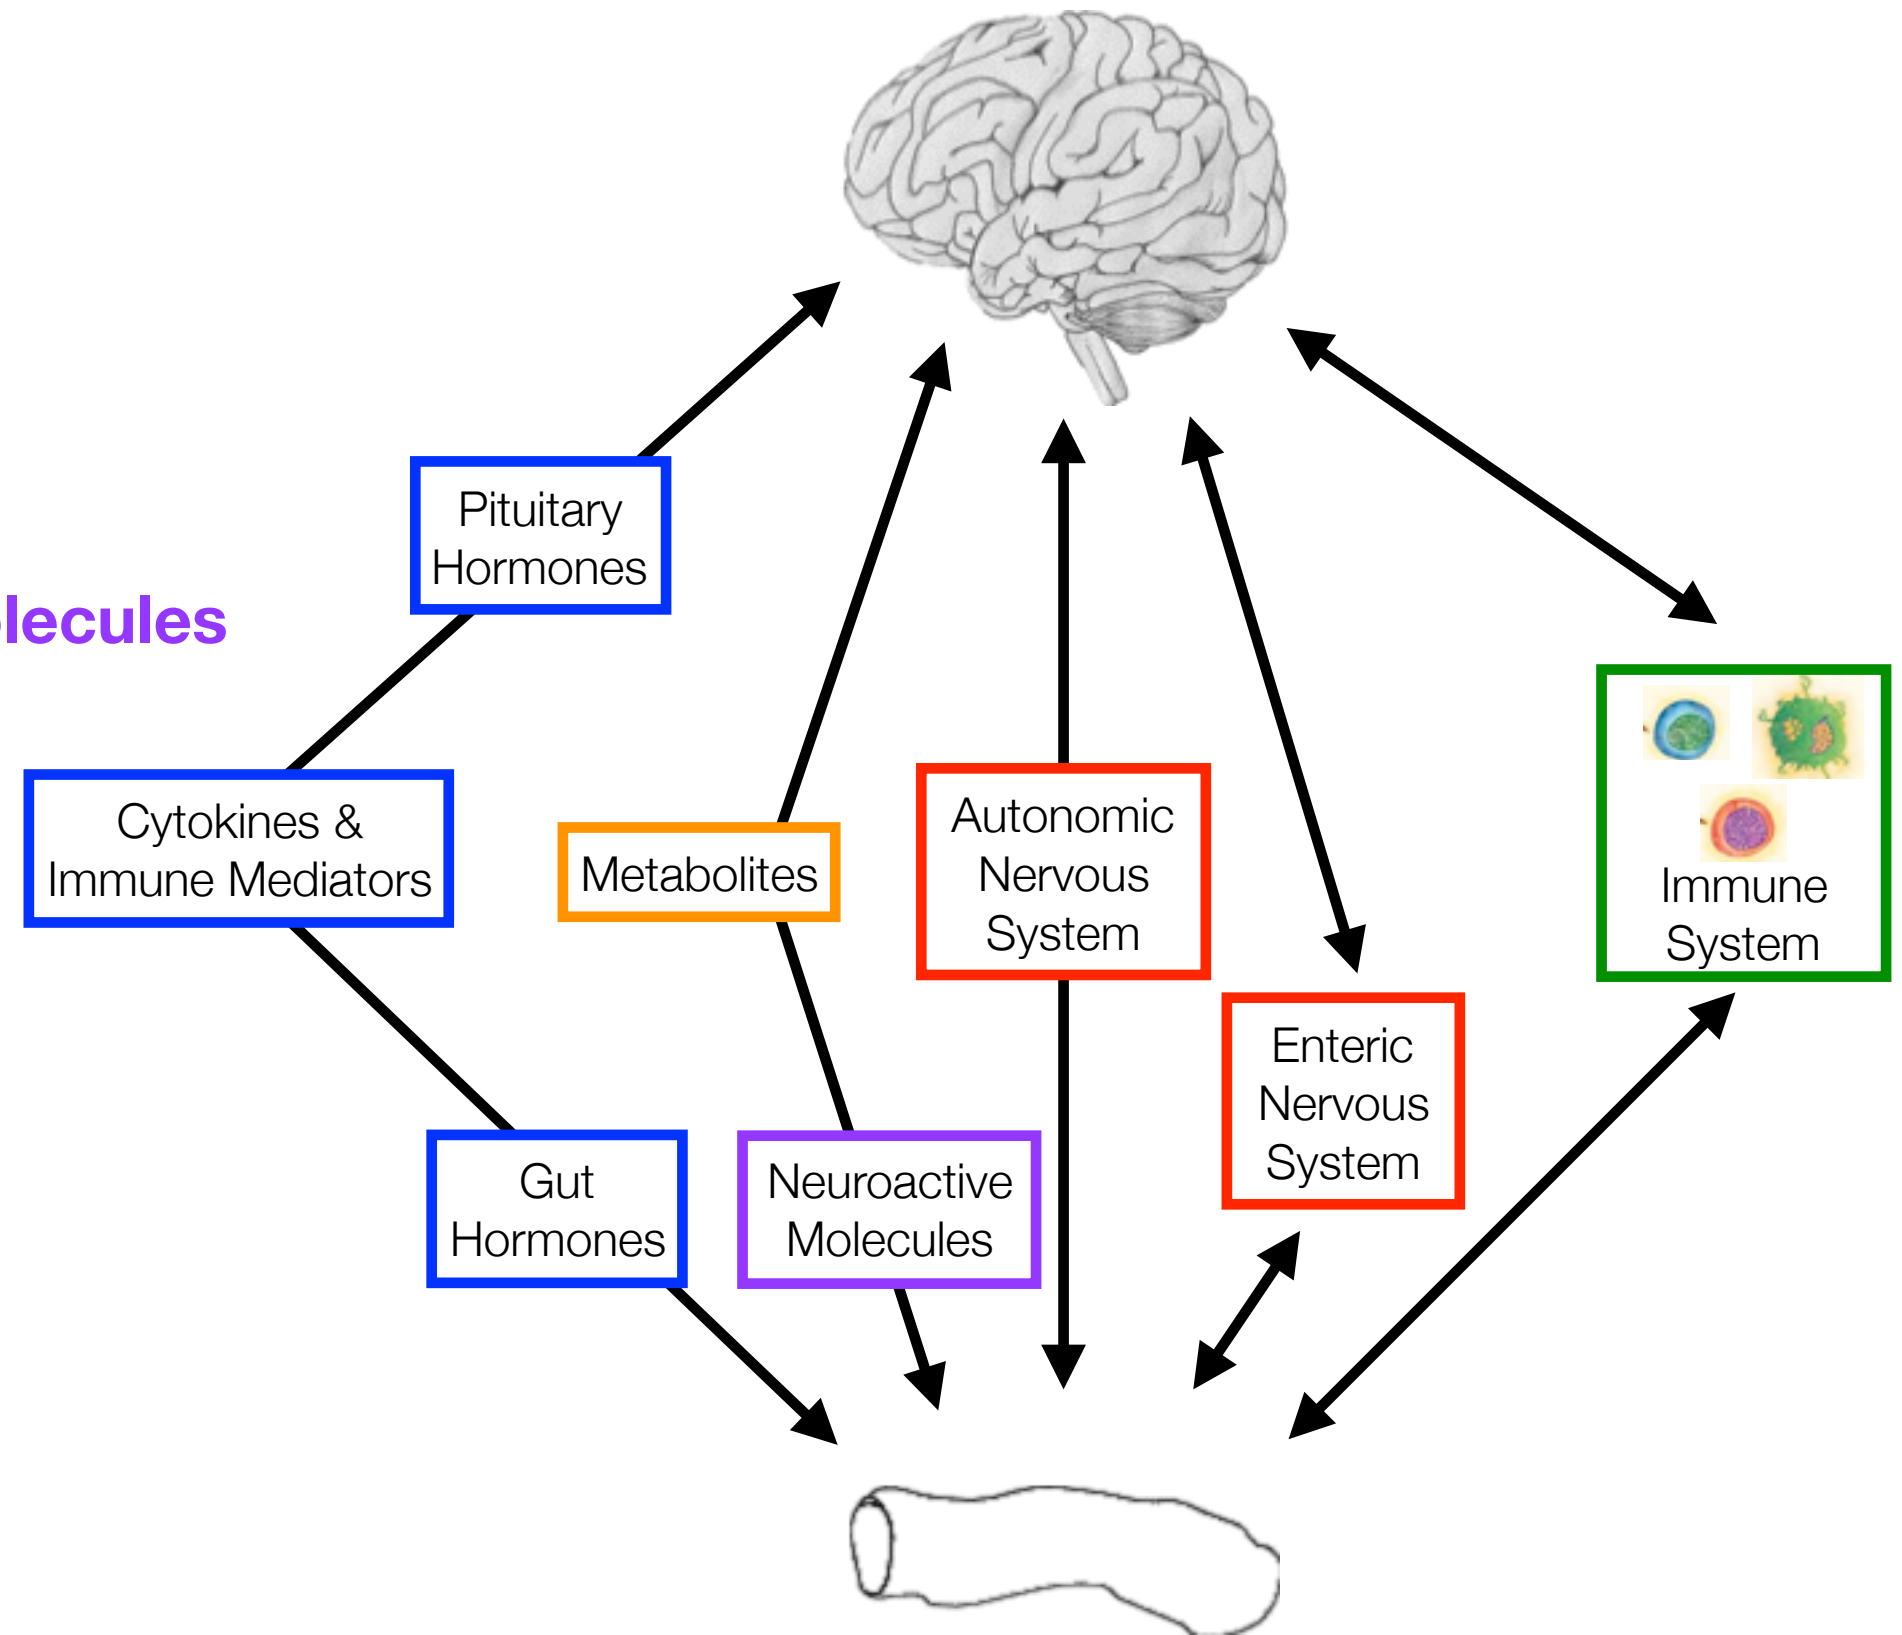 Pituitary
Hormones
lecules
Cytokines &
Immune Mediators
Metabolites
Autonomic
Nervous
System
Immune
System
Enteric
Nervous
System
Gut
Hormones
Neuroactive
Molecules